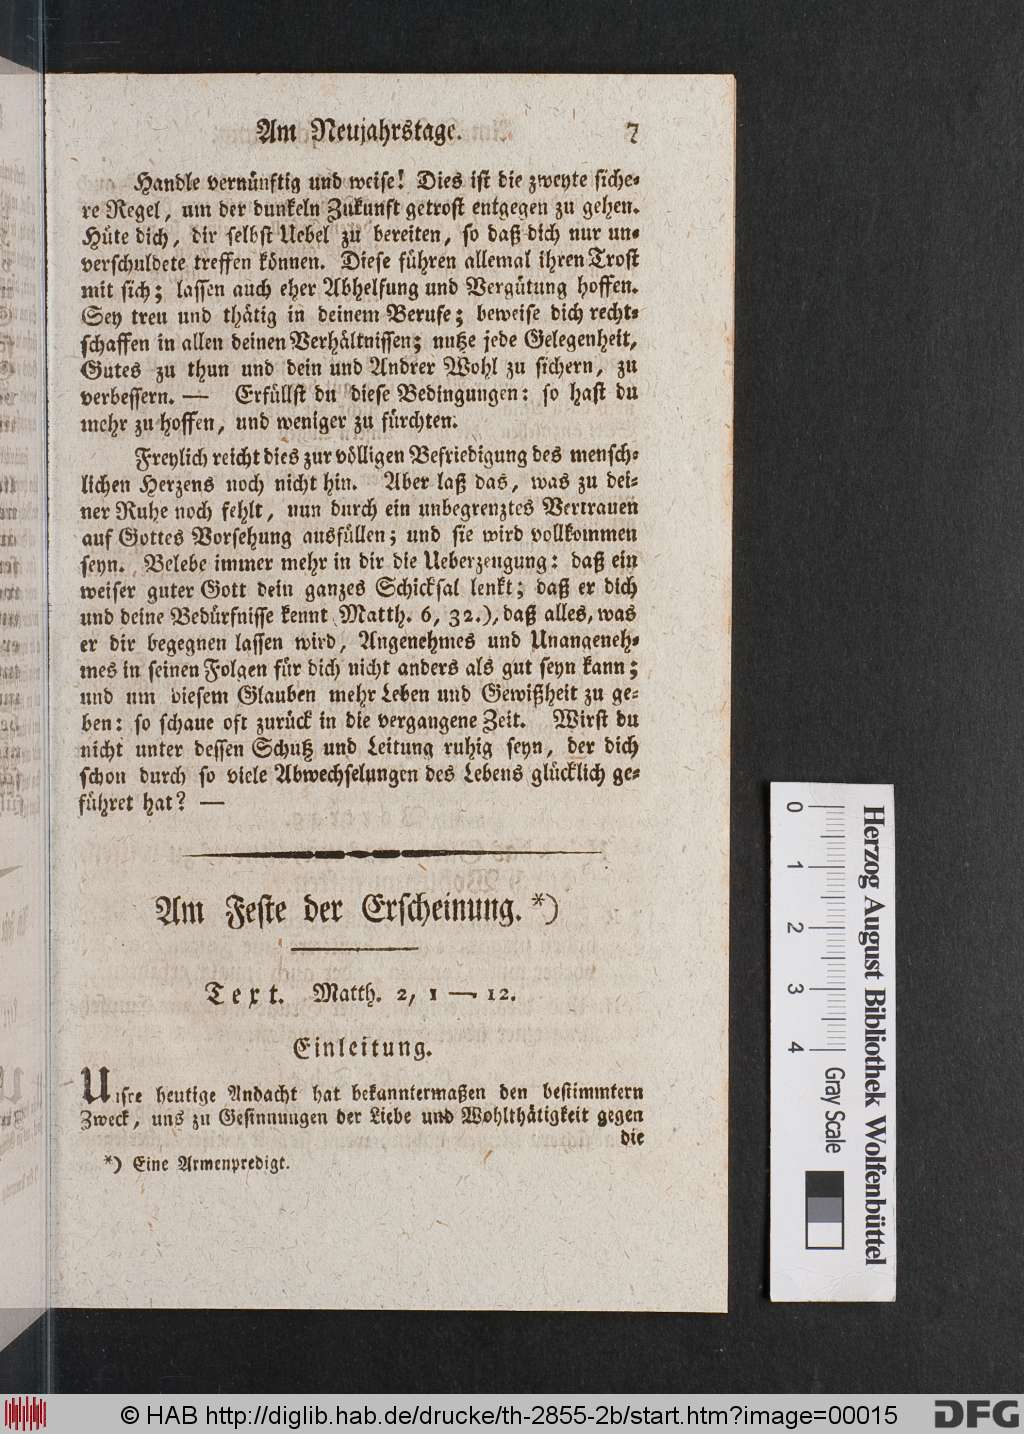 Am Neujahrstage. 7
Handle vernünftig und weise! Dies ist die zweyte siche-
re Regel, um der dunkeln Zukunft getrost entgegen zu gehen.
Hüte dich, dir selbst Uebel zu bereiten, so daß dich nur un-
verschuldete treffen können. Diese führen allemal ihren Trost
mit sich; lassen auch eher Abhelfung und Vergütung hoffen.
Sey treu und thätig in deinem Berufe; beweise dich recht-
schaffen in allen deinen Verhältnissen; nutze jede Gelegenheit,
Gutes zu thun und dein und Andrer Wohl zu sichern, zu
verbessern. — Erfüllst du diese Bedingungen: so hast du
mehr zu hoffen, und weniger zu fürchten.
Freylich reicht dies zur völligen Befriedigung des mensch-
lichen Herzens noch nicht hin. Aber laß das, was zu dei-
ner Ruhe noch fehlt, nun durch ein unbegrenztes Vertrauen
auf Gottes Vorsehung ausfüllen; und sie wird vollkommen
seyn. Belebe immer mehr in dir die Ueberzeugung: daß ein
weiser guter Gott dein ganzes Schicksal lenkt; daß er dich
und deine Bedürfnisse kennt (Matth. 6, 32.), daß alles, was
er dir begegnen lassen wird, Angenehmes und Unangeneh-
mes in seinen Folgen für dich nicht anders als gut seyn kann;
und um diesem Glauben mehr Leben und Gewißheit zu ge-
ben: so schaue oft zurück in die vergangene Zeit. Wirst du
nicht unter dessen Schutz und Leitung ruhig seyn, der dich
schon durch so viele Abwechselungen des Lebens glücklich ge-
führet hat? —
Am Feste der Erscheinung. *)
Text. Matth. 2, 1 — 12.
Einleitung.
Unsre heutige Andacht hat bekanntermaßen den bestimmtern
Zweck, uns zu Gesinnungen der Liebe und Wohlthätigkeit gegen
die
*) Eine Armenpredigt.
0 1 2 3 4 Gray Scale
Herzog August Bibliothek Wolfenbüttel
© HAB http://diglib.hab.de/drucke/th-2855-2b/start.htm?image=00015
DFG